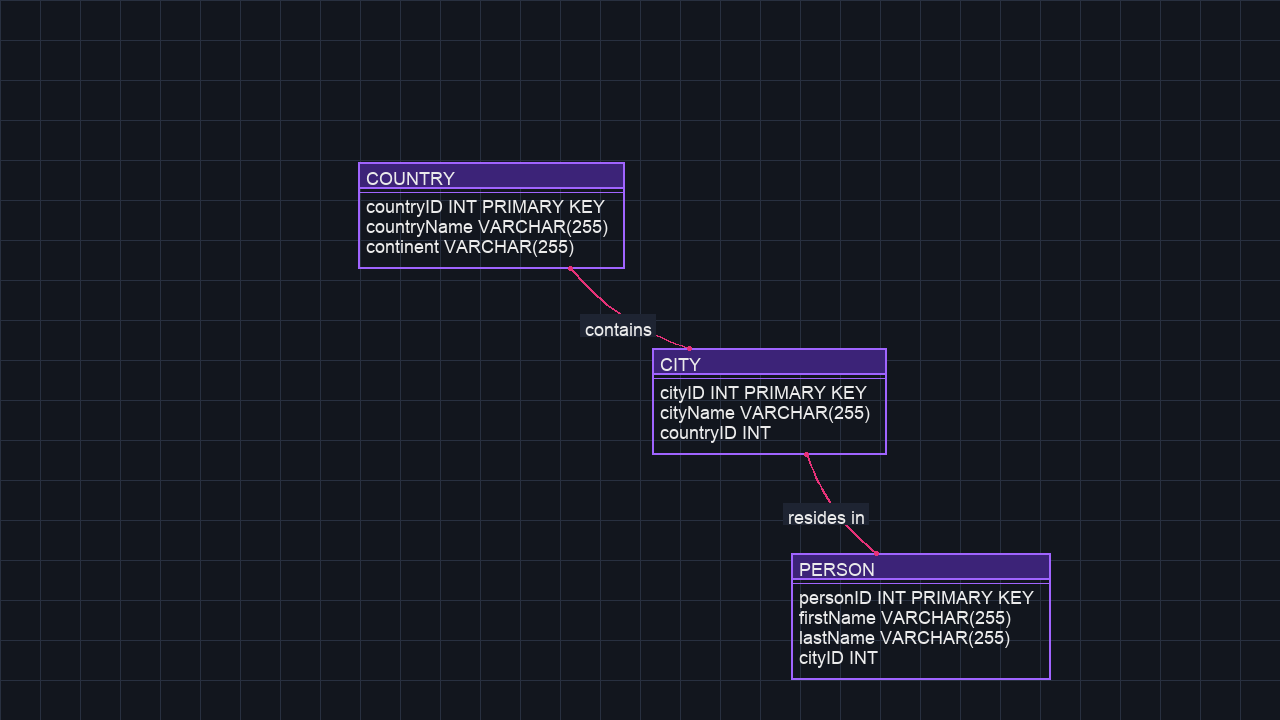 COUNTRY
countryID INT PRIMARY KEY
countryName VARCHAR(255)
continent VARCHAR(255)
contains
CITY
cityID INT PRIMARY KEY
cityName VARCHAR(255)
countryID INT
resides in
PERSON
personID INT PRIMARY KEY
firstName VARCHAR(255)
lastName VARCHAR(255)
cityID INT